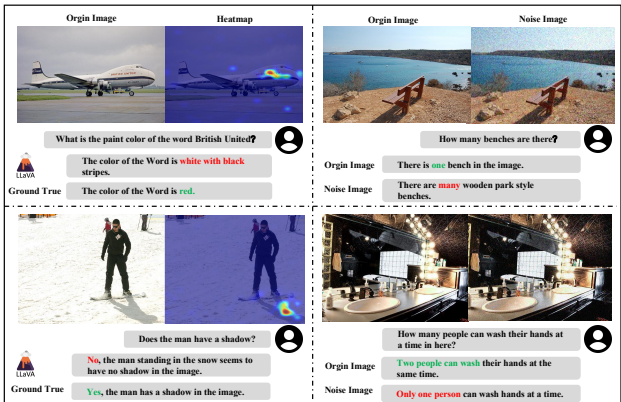 Orgin Image
Heatmap
What is the paint color of the word British United?
The color of the Word is white with black
stripes.
LLaVA
Ground True
The color of the Word is red.
Orgin Image
Noise Image
How many benches are there?
Orgin Image
There is one bench in the image.
Noise Image
There are many wooden park style
benches.
Does the man have a shadow?
No, the man standing in the snow seems to
have no shadow in the image.
LLaVA
Ground True
Yes, the man has a shadow in the image.
How many people can wash their hands at
a time in here?
Orgin Image
Two people can wash their hands at the
same time.
Noise Image
Only one person can wash hands at a time.